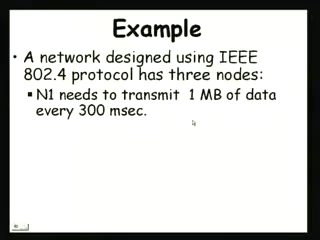 Example
• A network designed using IEEE
802.4 protocol has three nodes:
▪ N1 needs to transmit 1 MB of data
every 300 msec.